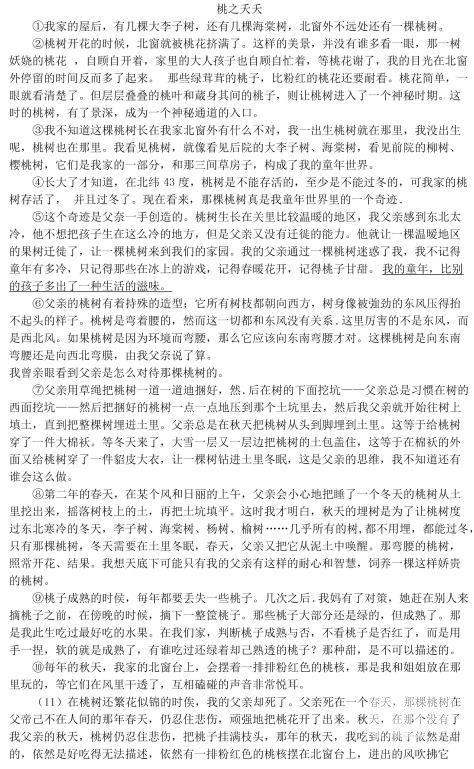 桃之夭夭
①我家的屋后，有几棵大李子树，还有几棵海棠树，北窗外不远处还有一棵桃树。
②桃树开花的时候，北窗就被桃花挤满了。这样的美景，并没有谁多看一眼，那一树
妖娆的桃花 ，自顾自开着，家里的大人孩子也自顾自忙着，等桃花谢了，我的目光在北窗
外停留的时间反而多了起来。 那些绿茸茸的桃子，比粉红的桃花还要耐看。桃花简单，一
眼就看清楚了。但层层叠叠的桃叶和蔵身其间的桃子，则让桃树进入了一个神秘时期。这
时的桃树，有了景深，成为一个神秘通道的入口。
③我不知道这棵桃树长在我家北窗外有什么不对，我一出生桃树就在那里，我没出生
呢，桃树也在那里。我看见桃树，就像看见后院的大李子树、海棠树，看见前院的柳树、
樱桃树，它们是我家的一部分，和那三间草房子，构成了我的童年世界。
④长大了才知道，在北纬 43 度，桃树是不能存活的，至少是不能过冬的，可我家的桃
树存活了， 并且过冬了。现在看来，那棵桃树真是我童年世界里的一个奇迹.
⑤这个奇迹是父奈一手创造的。桃树生长在关里比较温暖的地区，我父亲感到东北太
冷，他不想把孩子生在这么冷的地方，但是父亲又没有迁徒的能力。他就让一棵温暖地区
的果树迁徙了，让一棵桃树来到我们的家园。我的父亲通过一棵桃树迷惑了我，我不记得
童年有多冷，只记得那些在冰上的游戏，记得春暖花开，记得桃子甘甜。我的童年，比别
的孩子多出了一种生活的滋味。
⑥父亲的桃树有着持殊的造型；它所有树枝都朝向西方，树身像被強劲的东风压得抬
不起头的样子。桃树是弯着腰的，然而这一切都和东风没有关系.这里厉害的不是东风，而
是西北风。如果桃树是因为环境而弯腰，那么它应该向东南弯腰才对。这棵桃树是向东南
弯腰还是向西北弯膜，由我父奈说了算。
我曾亲眼看到父亲是怎么对待那棵桃树的。
⑦父亲用草绳把桃树一道一道迪捆好，然.后在树的下面挖坑——父亲总是习惯在树的
西面挖坑——然后把捆好的桃树一点一点地压到那个土坑里去，然后我父亲就开始往树上
填土，直到把整棵树埋进土里。父亲总是在秋天把桃树从头到脚埋到土里。这等于给桃树
穿了一件大棉袄。等冬天来了，大雪一层又一层边把桃树的土包盖住，这等于在棉袄的外
面又给桃树穿了一件貂皮大衣，让一棵树钻进土里冬眠，这是父亲的思维，我不知道还有
谁会这么做。
⑧第二年的春天，在某个风和日丽的上午，父亲会小心地把睡了一个冬天的桃树从土
里挖出来，摇落树枝上的土，再把土坑填平。这时我才明白，秋天的埋树是为了让桃树度
过东北寒冷的冬天，李子树、海棠树、杨树、榆树……几乎所有的树，都不用埋，都能过冬，
只有那棵桃树，冬天需要在土里冬眠，春天，父亲又把它从泥土中唤醒。那弯腰的桃树，
照常开花、结果。我想天底下可能只有我的父亲有这样的耐心和智慧，饲养一棵这样娇贵
的桃树。
⑨桃子成熟的时侯，每年都要丢失一些桃子。几次之后.我妈有了对策，她赶在别人来
摘桃子之前，在傍晚的时候，摘下一整筐桃子。那些桃子大部分还是绿的，但成熟了。那
是我此生吃过最好吃的水果。在我们家，判断桃子成熟与否，不看桃子是否红了，而是用
手一捏，软的就是成熟了，有谁吃过还绿着却己熟透的桃子？那种甜，是不可以描述的。
⑩毎年的秋天，我家的北窗台上，会摆着一排排粉红色的桃核，那是我和姐姐放在那
里玩的，等它们在风里干透了，互相磕碰的声音非常悦耳。
（11）在桃树还繁花似锦的时侯，我的父亲却死了。父亲死在一个春天，那棵桃树在
父帝己不在人间的那年春天，仍忍住悲伤，顽强地把桃花开了出来。秋天，在那个没有了
我父亲的秋天，桃树仍忍住悲伤，把桃子挂满枝头，那年的秋天，我吃到的桃子依然是甜
的，依然是好吃得无法描述，依然有一排粉红色的桃核摆在北窗台上，进出的风吹拂它